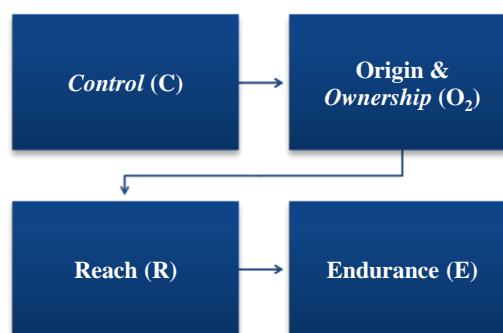 Control (C)
Origin &
Ownership (O₂)
Reach (R)
Endurance (E)